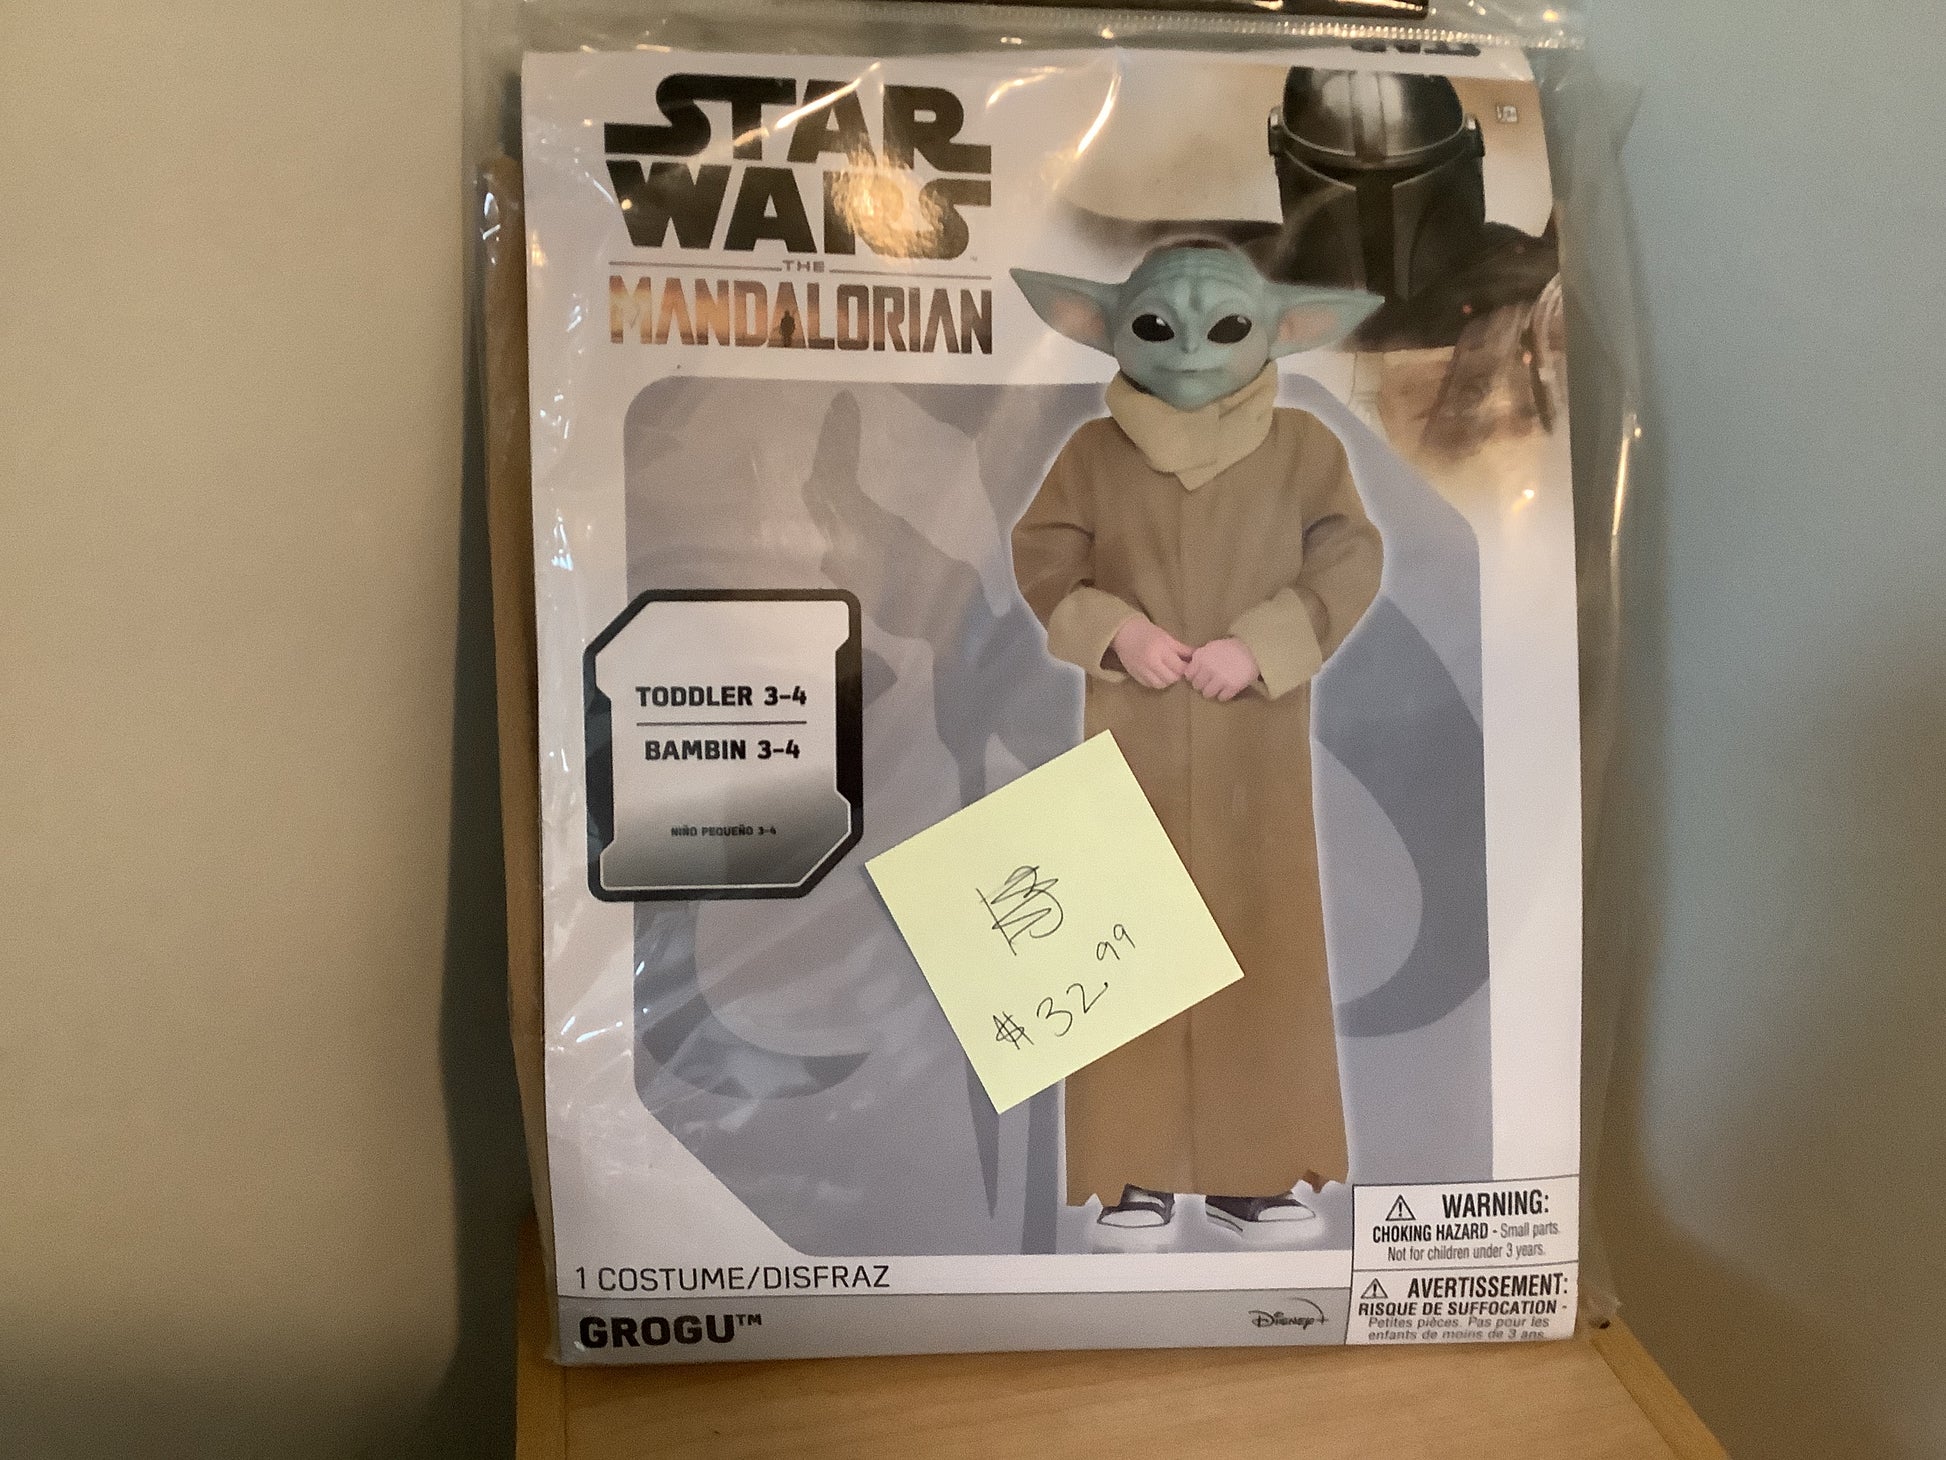 STAR
WARS
THE
MANDALORIAN
TODDLER 3-4
BAMBIN 3-4
NIÑO PEQUEÑO 3-4
$32.99
1 COSTUME/DISFRAZ
GROGU™
Disney+
WARNING:
CHOKING HAZARD - Small parts.
Not for children under 3 years.
AVERTISSEMENT:
RISQUE DE SUFFOCATION -
Petites pièces. Pas pour les
enfants de moins de 3 ans.